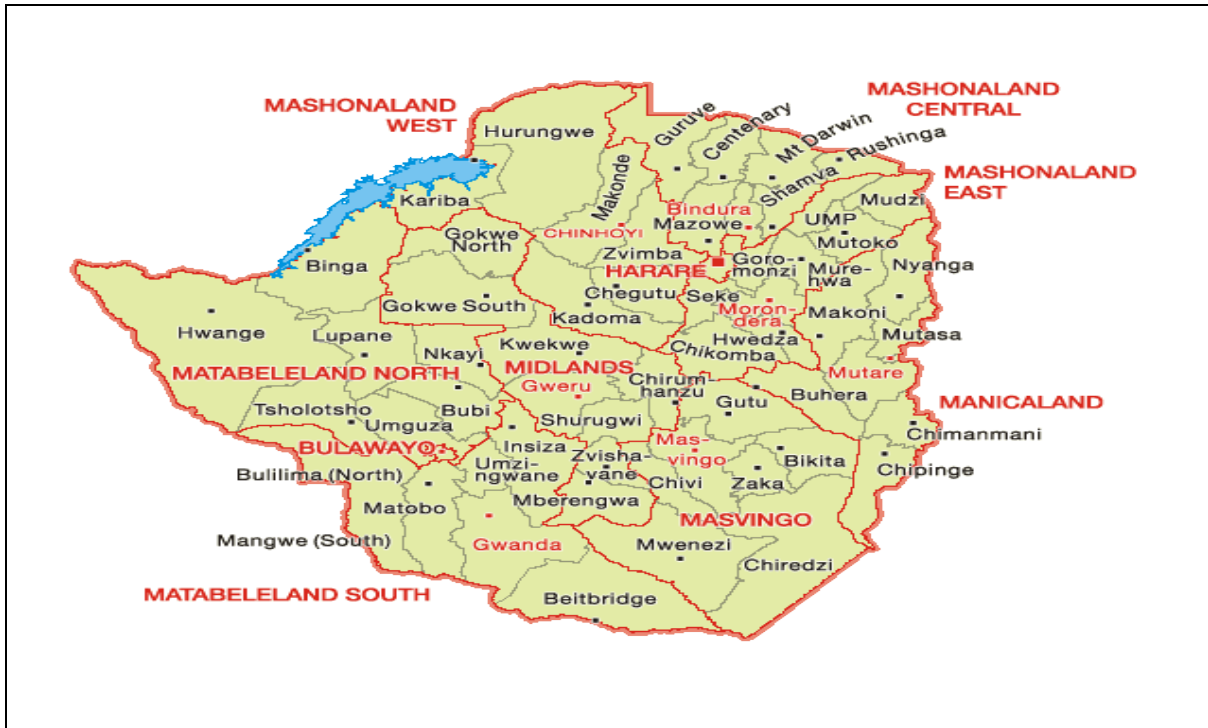 MASHONALAND
WEST
MASHONALAND
CENTRAL
MASHONALAND
EAST
Hurungwe
Guruve
Centenary
Mt Darwin
Rushinga
Makonde
Shamva
Kariba
Bindura
Mudzi
UMP
CHINHOYI
Mazowe
Gokwe
North
Mutoko
Binga
Zvimba
HARARE
Goro-
monzi
Mure-
hwa
Nyanga
Gokwe South
Chegutu
Seke
Kadoma
Moron-
dera
Makoni
Hwange
Lupane
Hwedza
Mutasa
Nkayi
Kwekwe
Chikomba
MATABELELAND NORTH
MIDLANDS
Gweru
Mutare
Chirum-
hanzu
Gutu
Buhera
MANICALAND
Tsholotsho
Umguza
Bubi
Shurugwi
Chimanmani
BULAWAYO
Insiza
Mas-
vingo
Zvisha-
vane
Bikita
Chipinge
Bulilima (North)
Umzi-
ngwane
Chivi
Zaka
Matobo
Mberengwa
MASVINGO
Mangwe (South)
Gwanda
Mwenezi
Chiredzi
MATABELELAND SOUTH
Beitbridge